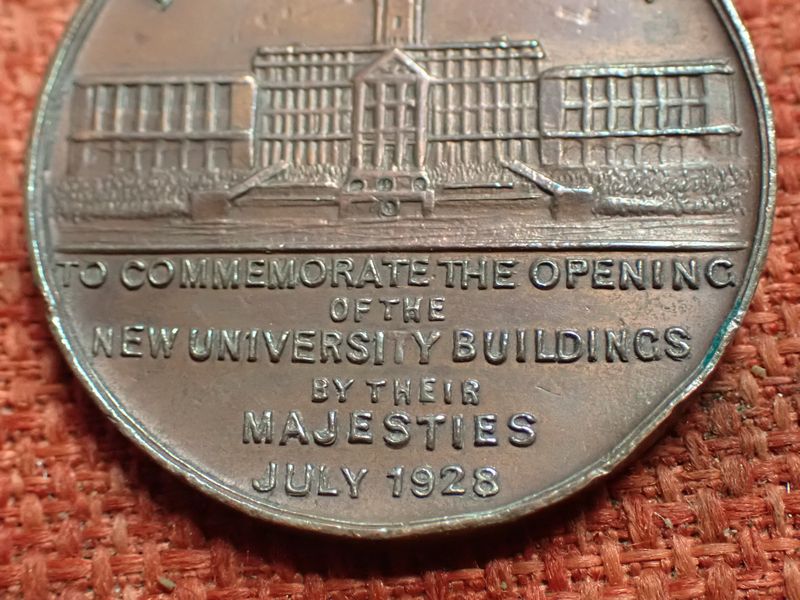 TO COMMEMORATE THE OPENING
OF THE
NEW UNIVERSITY BUILDINGS
BY THEIR
MAJESTIES
JULY 1928